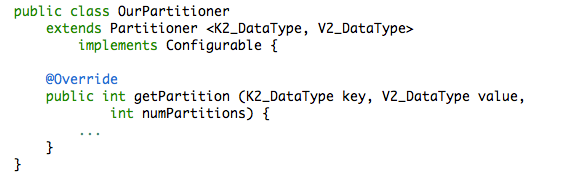 public class OurPartitioner
extends Partitioner <K2_DataType, V2_DataType>
implements Configurable {
@Override
public int getPartition (K2_DataType key, V2_DataType value,
int numPartitions) {
...
}
}